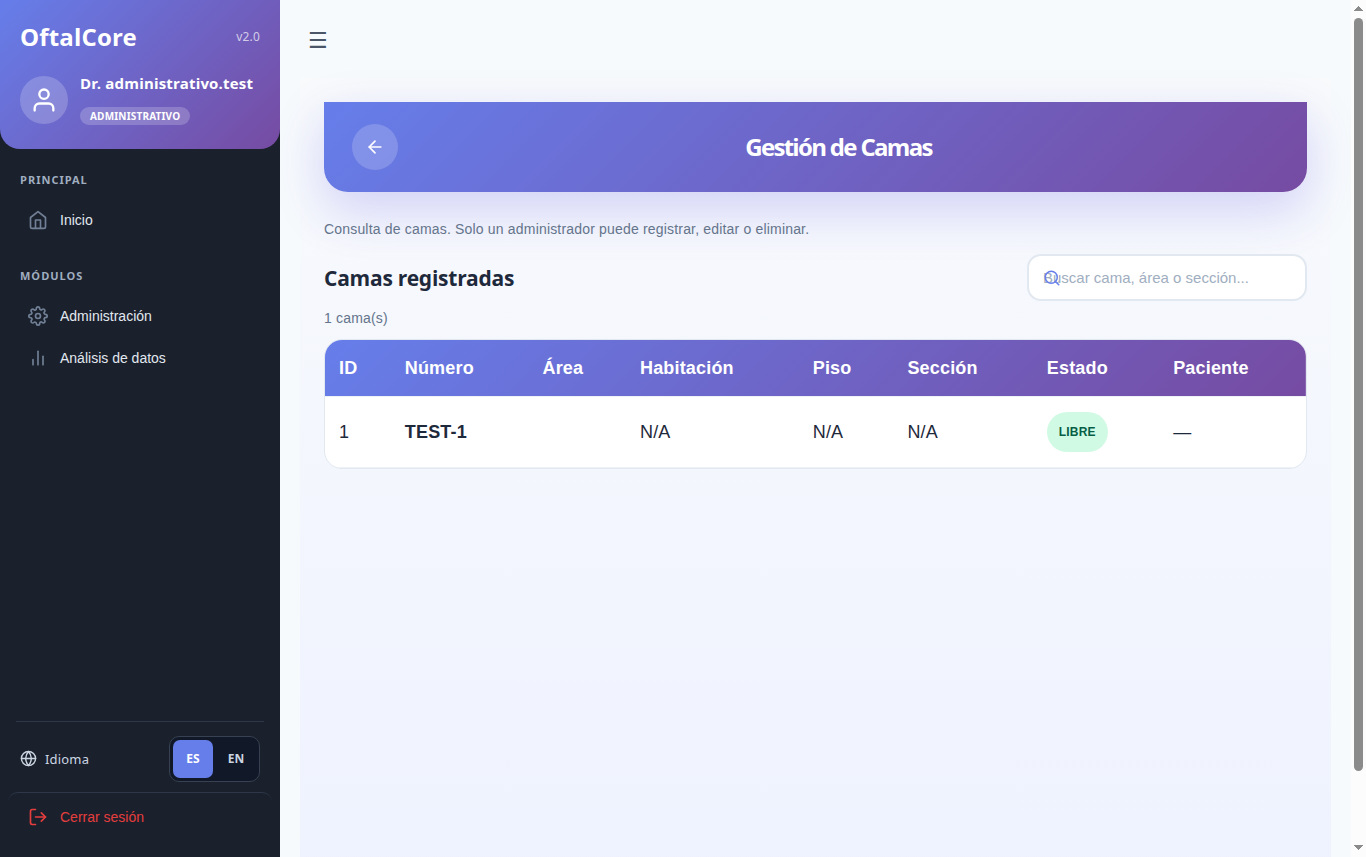 OftalCore v2.0
Dr. administrativo.test
ADMINISTRATIVO
PRINCIPAL
Inicio
MÓDULOS
Administración
Análisis de datos
Idioma ES EN
Cerrar sesión
☰
Gestión de Camas
Consulta de camas. Solo un administrador puede registrar, editar o eliminar.
Camas registradas
Buscar cama, área o sección...
1 cama(s)
ID Número Área Habitación Piso Sección Estado Paciente
1 TEST-1 N/A N/A N/A LIBRE —